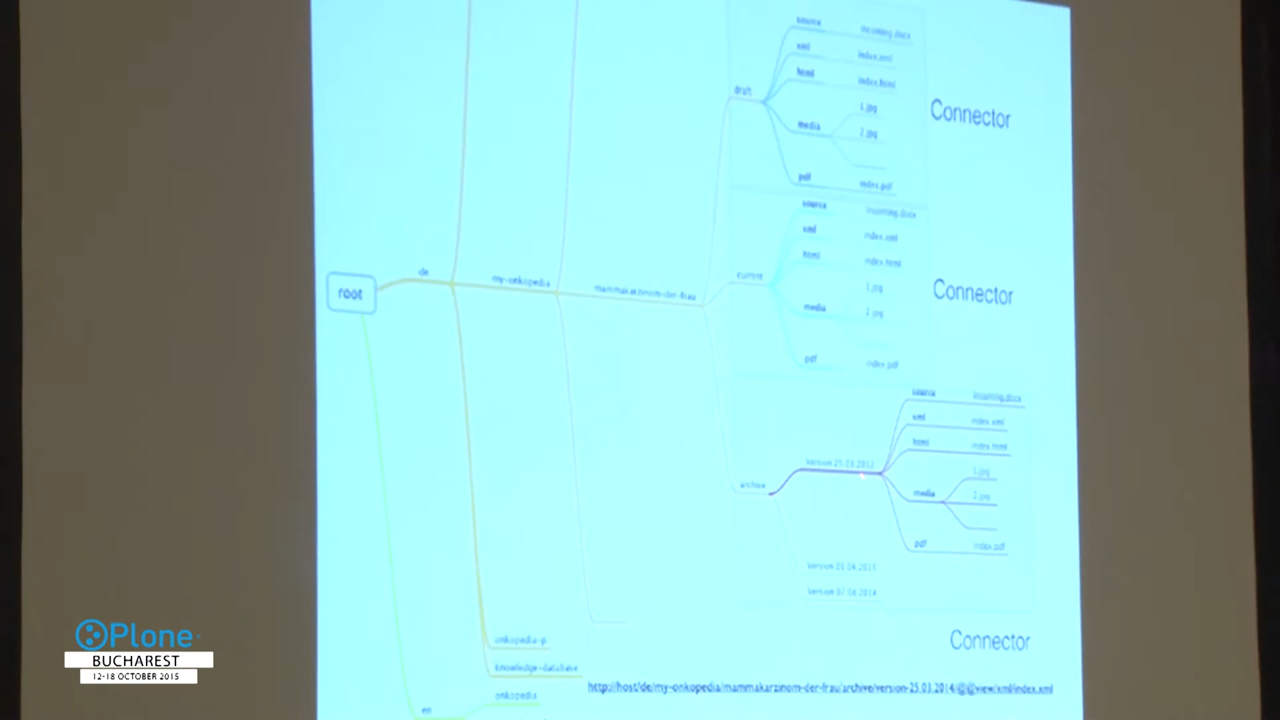 source incoming.docx
xml index.xml
html index.html
draft
1.jpg
media 2.jpg
pdf index.pdf
Connector
source incoming.docx
xml index.xml
html index.html
current
1.jpg
media 2.jpg
pdf index.pdf
Connector
root
de
my-onkopedia
mammakarzinom-der-frau
source incoming.docx
xml index.xml
html index.html
archive
1.jpg
media 2.jpg
pdf index.pdf
Connector
onkopedia-p
knowledge-database
onkopedia
en
http://host/de/my-onkopedia/mammakarzinom-der-frau/archive/version-25.03.2014/@@view/xml/index.xml
Plone
BUCHAREST
12-18 OCTOBER 2015